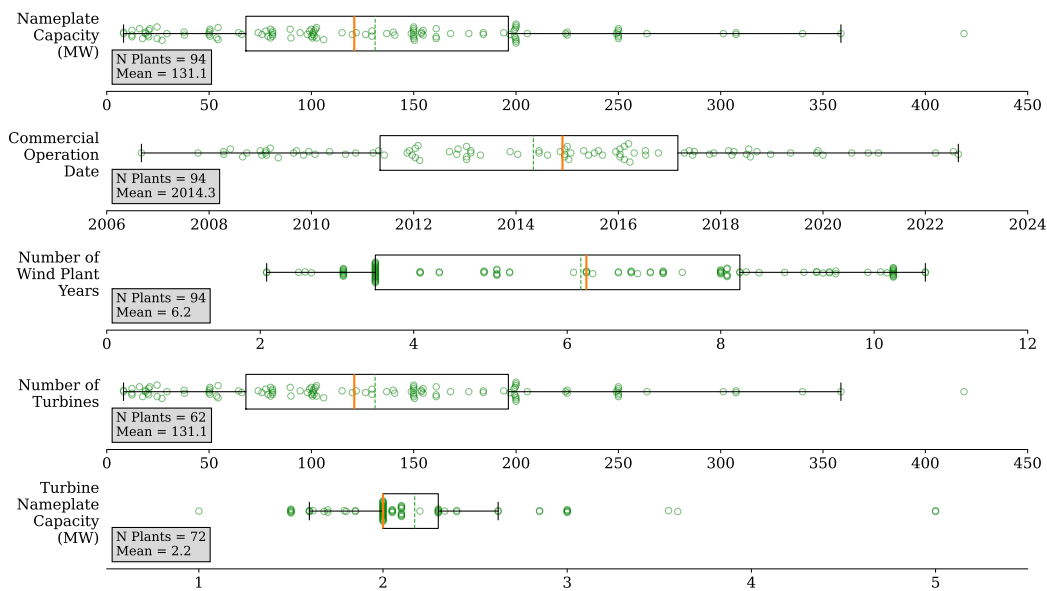 Nameplate
Capacity
(MW)
N Plants = 94
Mean = 131.1
0 50 100 150 200 250 300 350 400 450
Commercial
Operation
Date
N Plants = 94
Mean = 2014.3
2006 2008 2010 2012 2014 2016 2018 2020 2022 2024
Number of
Wind Plant
Years
N Plants = 94
Mean = 6.2
0 2 4 6 8 10 12
Number of
Turbines
N Plants = 62
Mean = 131.1
0 50 100 150 200 250 300 350 400 450
Turbine
Nameplate
Capacity
(MW)
N Plants = 72
Mean = 2.2
1 2 3 4 5